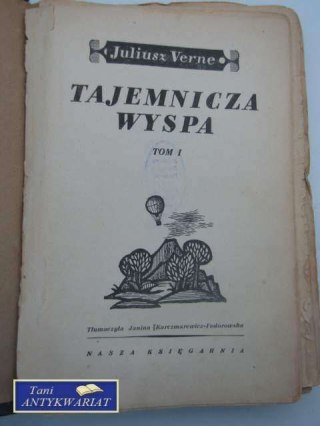 Juliusz Verne
TAJEMNICZA
WYSPA
TOM I
Tłumaczyła Janina Karczmarewicz-Fedorowska
NASZA KSIĘGARNIA
Tani
ANTYKWARIAT